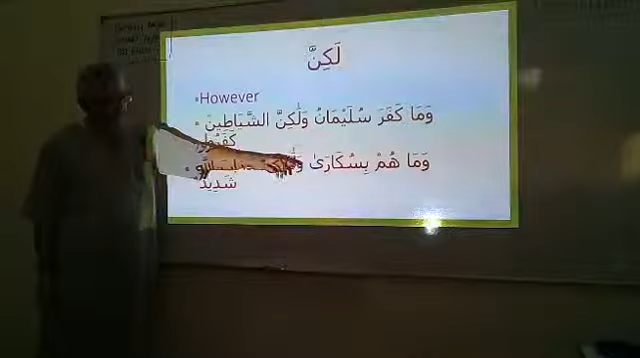 لَكِنَّ
•However
• وَمَا كَفَرَ سُلَيْمَانُ وَلَٰكِنَّ الشَّيَاطِينَ
كَفَرُوا
• وَمَا هُمْ بِسُكَارَىٰ
شَدِيدٌ